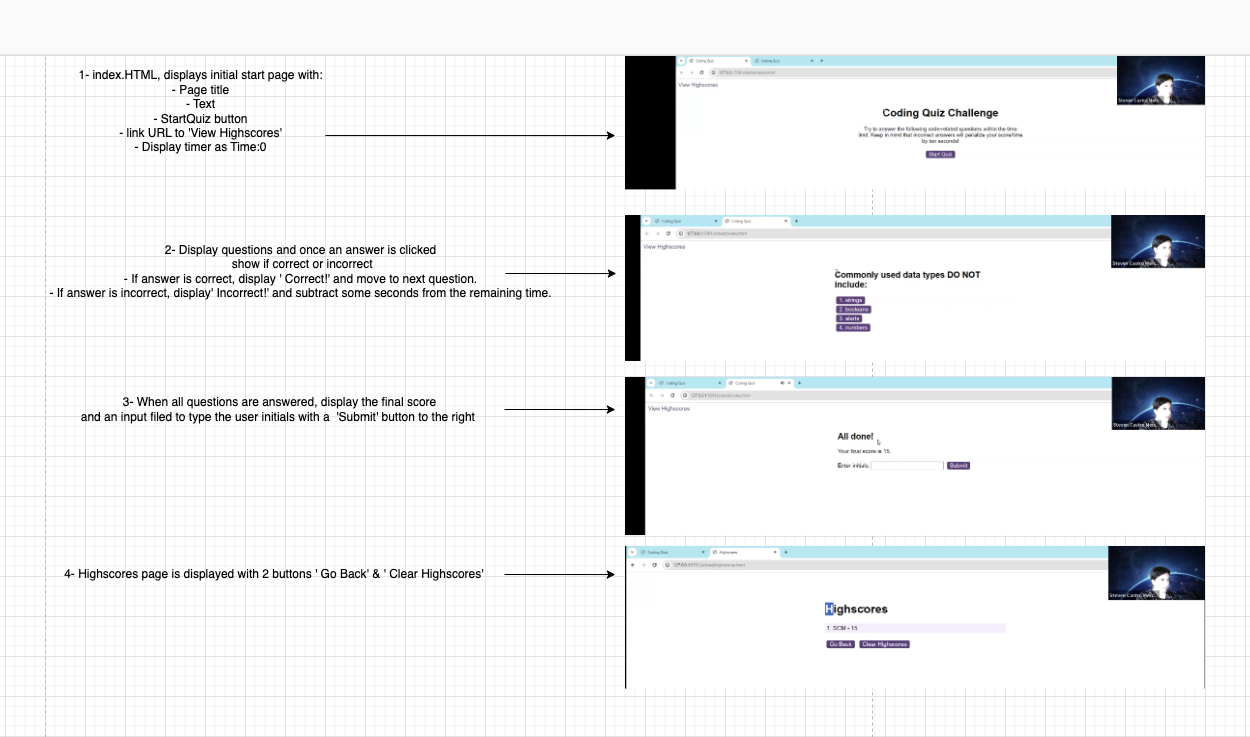 1- index.HTML, displays initial start page with:
- Page title
- Text
- StartQuiz button
- link URL to 'View Highscores'
- Display timer as Time:0
Coding Quiz
Coding Quiz
View Highscores
Steven Castro Merc...
Coding Quiz Challenge
Try to answer the following code-related questions within the time
limit. Keep in mind that incorrect answers will penalize your score/time
by ten seconds!
Start Quiz
2- Display questions and once an answer is clicked
show if correct or incorrect
- If answer is correct, display ' Correct!' and move to next question.
- If answer is incorrect, display' Incorrect!' and subtract some seconds from the remaining time.
Coding Quiz
Coding Quiz
View Highscores
Steven Castro Merc...
Commonly used data types DO NOT
include:
1. strings
2. booleans
3. alerts
4. numbers
3- When all questions are answered, display the final score
and an input filed to type the user initials with a 'Submit' button to the right
Coding Quiz
Coding Quiz
View Highscores
Steven Castro Merc...
All done!
Your final score is 15.
Enter initials:
Submit
4- Highscores page is displayed with 2 buttons ' Go Back' & ' Clear Highscores'
Coding Quiz
Highscores
Steven Castro Merc...
Highscores
1. SCM - 15
Go Back
Clear Highscores